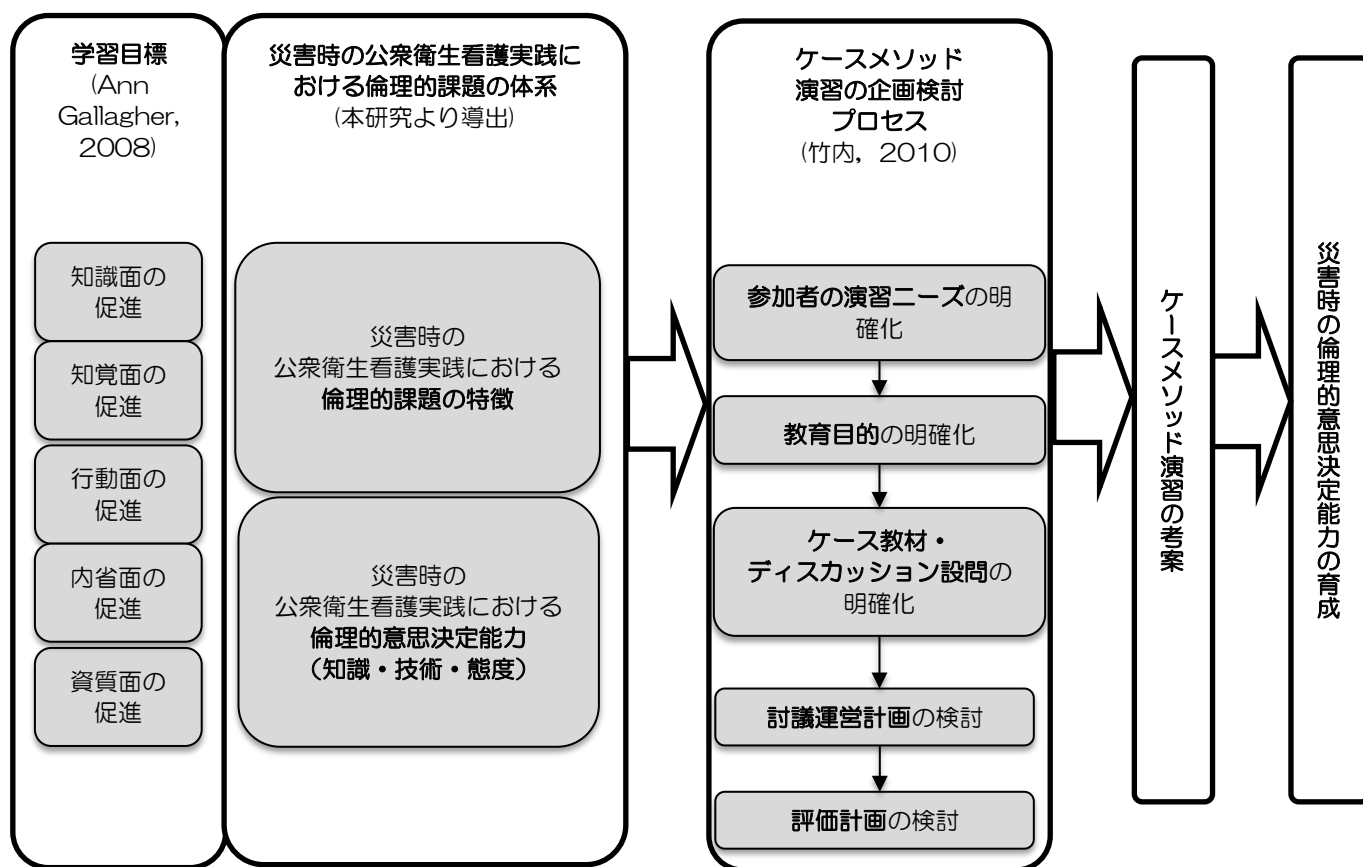 学習目標
(Ann
Gallagher,
2008)
知識面の
促進
知覚面の
促進
行動面の
促進
内省面の
促進
資質面の
促進
災害時の公衆衛生看護実践に
おける倫理的課題の体系
(本研究より導出)
災害時の
公衆衛生看護実践における
倫理的課題の特徴
災害時の
公衆衛生看護実践における
倫理的意思決定能力
（知識・技術・態度）
ケースメソッド
演習の企画検討
プロセス
(竹内，2010)
参加者の演習ニーズの明
確化
教育目的の明確化
ケース教材・
ディスカッション設問の
明確化
討議運営計画の検討
評価計画の検討
ケースメソッド演習の考案
災害時の倫理的意思決定能力の育成